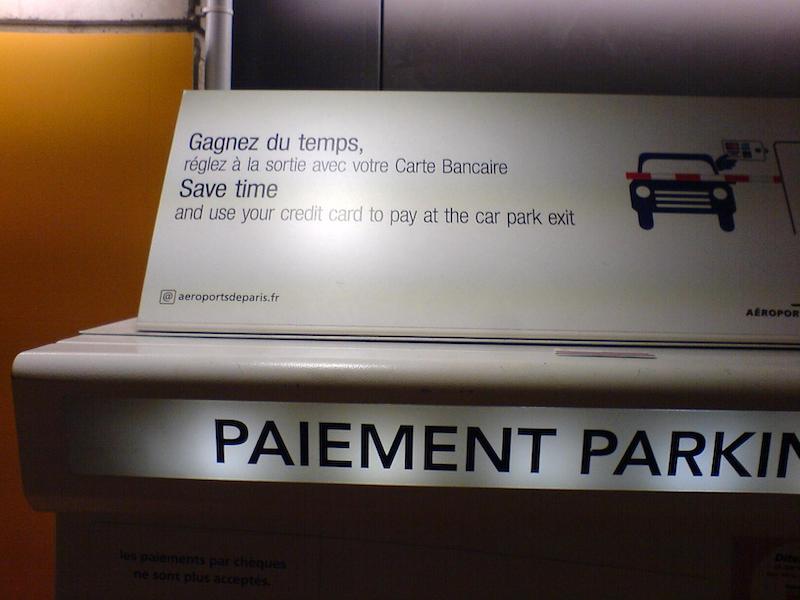 Gagnez du temps,
réglez à la sortie avec votre Carte Bancaire
Save time
and use your credit card to pay at the car park exit
@ aeroportsdeparis.fr
AÉROPOR
PAIEMENT PARKIN
les paiements par chèques
ne sont plus acceptés.